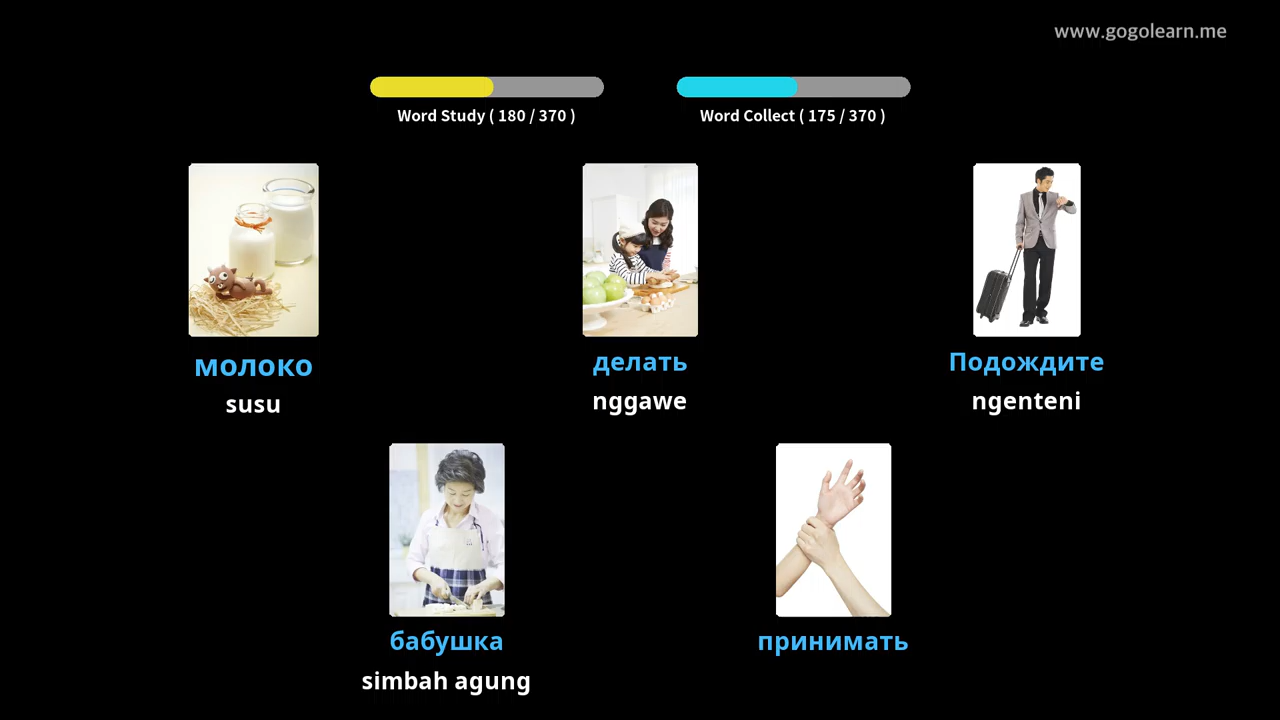 www.gogolearn.me
Word Study ( 180 / 370 )
Word Collect ( 175 / 370 )
молоко
susu
делать
nggawe
Подождите
ngenteni
бабушка
simbah agung
принимать